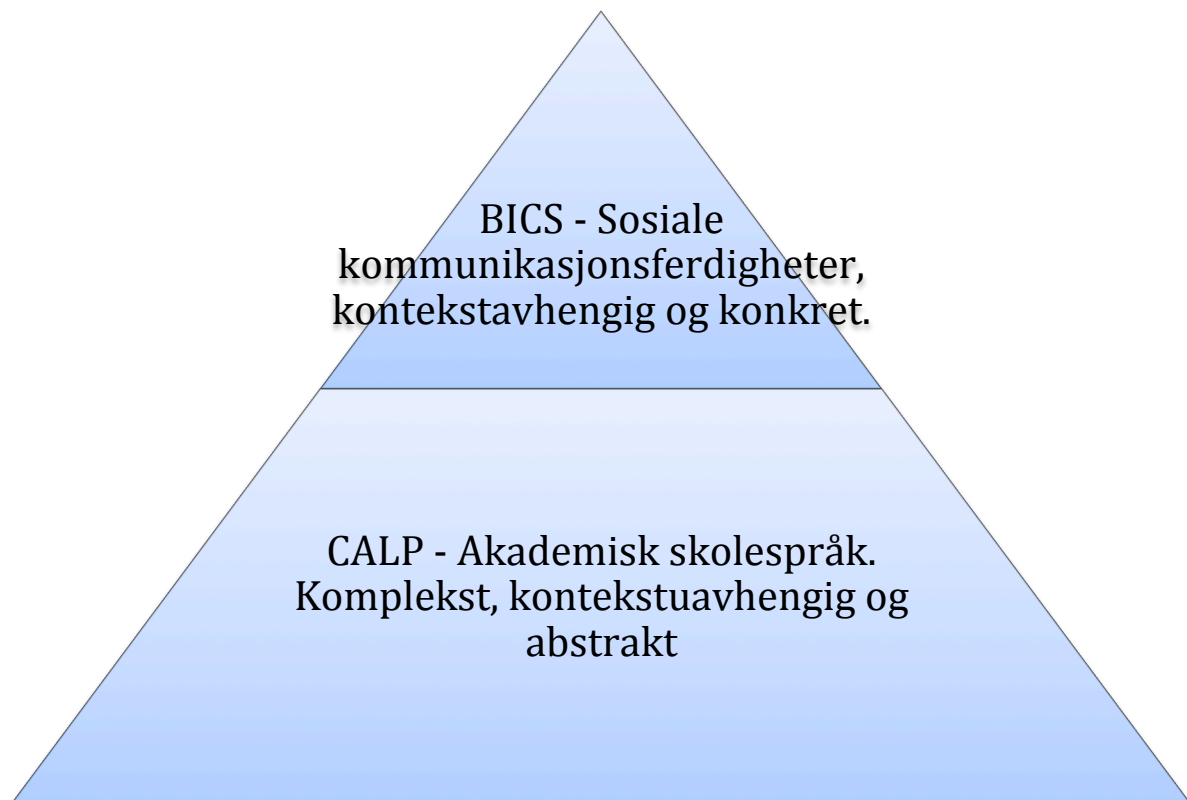 BICS - Sosiale
kommunikasjonsferdigheter,
kontekstavhengig og konkret.
CALP - Akademisk skolespråk.
Komplekst, kontekstuavhengig og
abstrakt